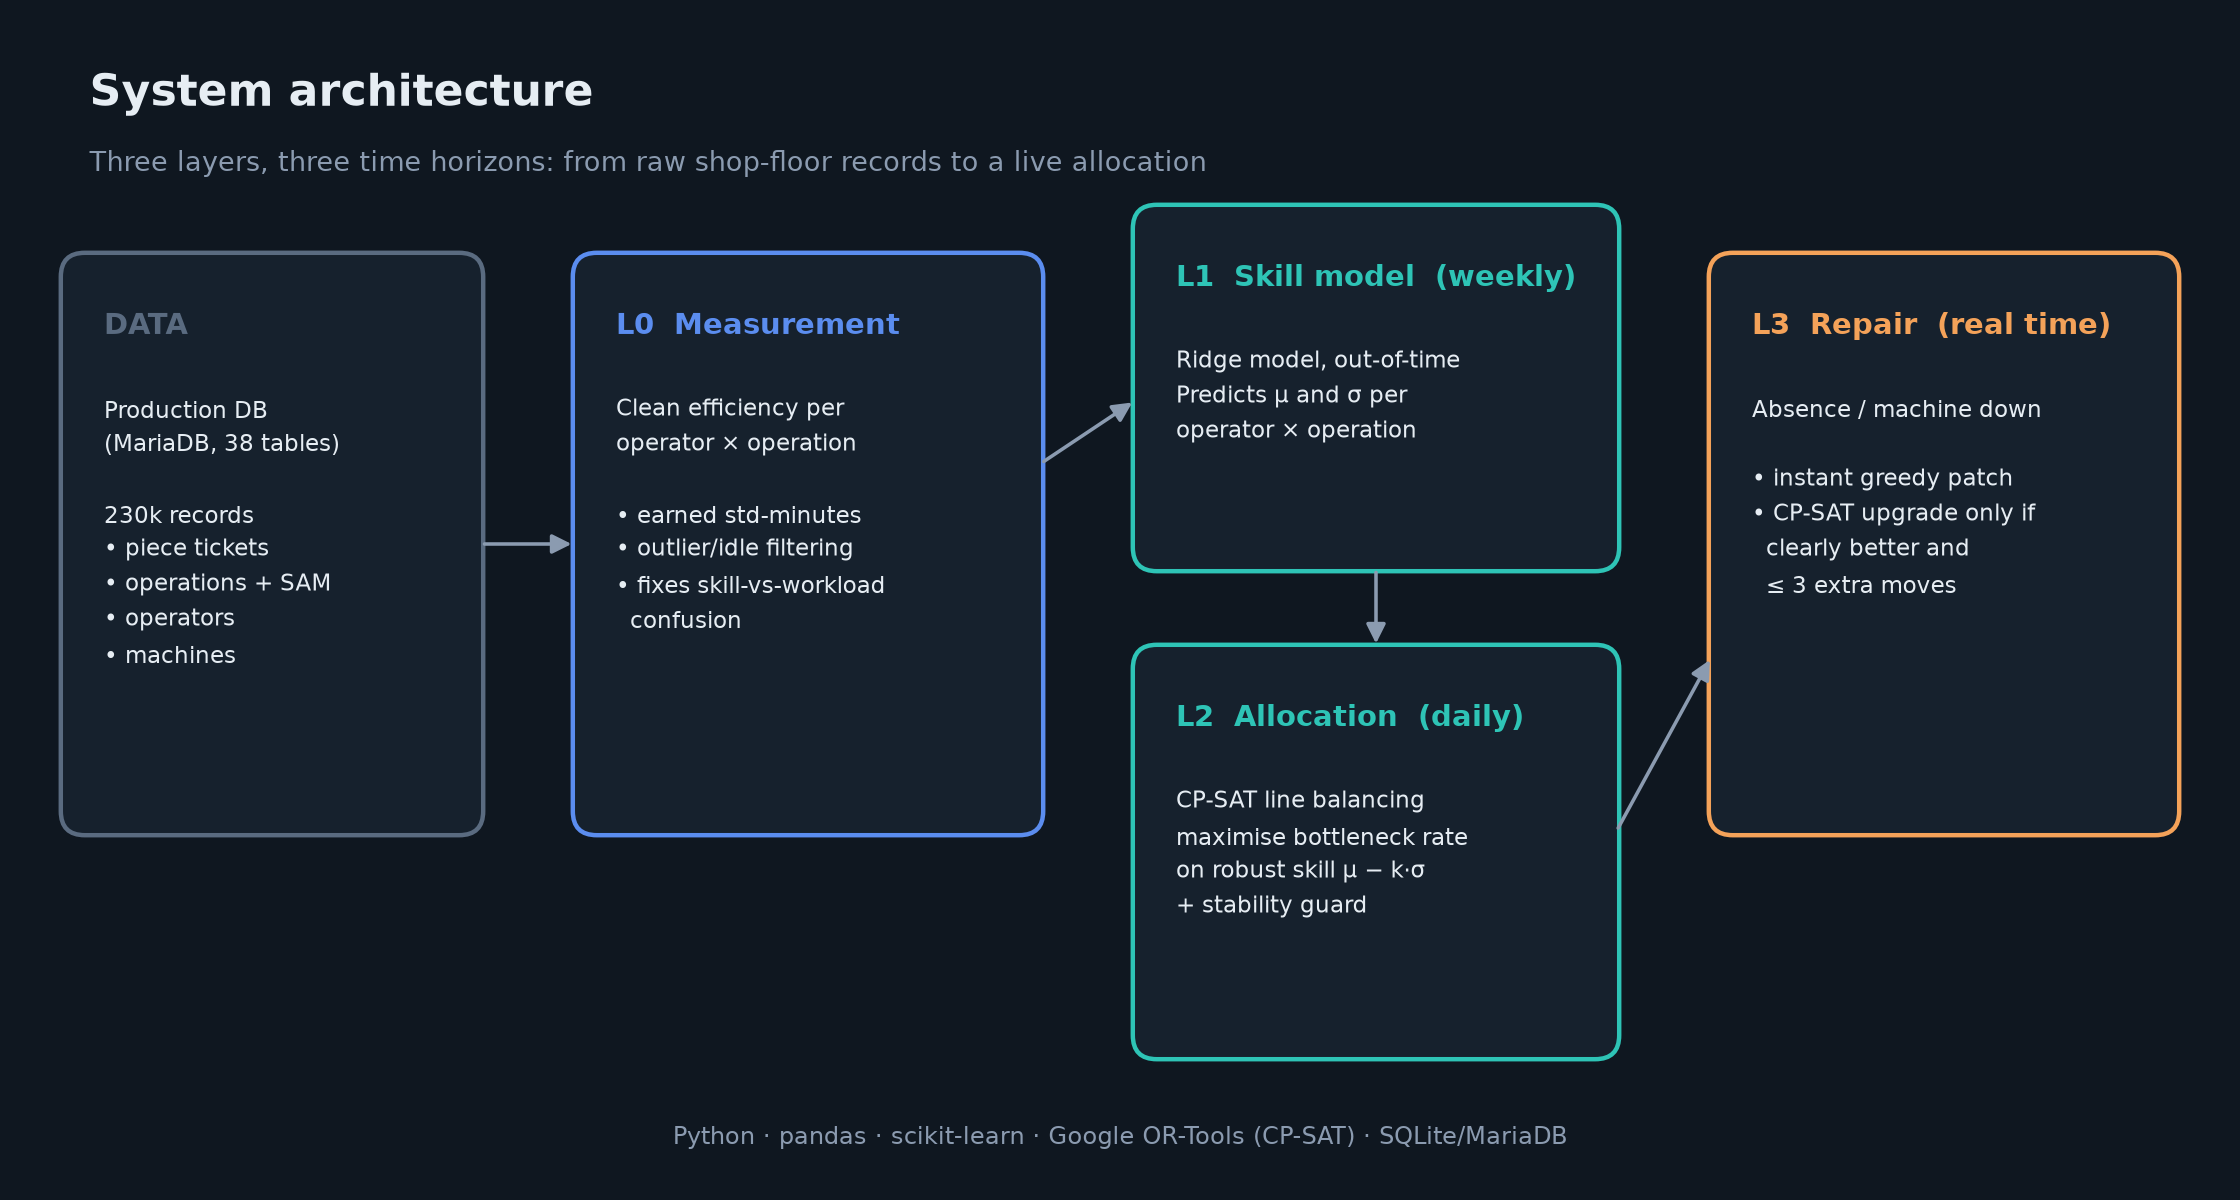 System architecture
Three layers, three time horizons: from raw shop-floor records to a live allocation
DATA
Production DB
(MariaDB, 38 tables)
230k records
• piece tickets
• operations + SAM
• operators
• machines
L0 Measurement
Clean efficiency per
operator × operation
• earned std-minutes
• outlier/idle filtering
• fixes skill-vs-workload
confusion
L1 Skill model (weekly)
Ridge model, out-of-time
Predicts μ and σ per
operator × operation
L2 Allocation (daily)
CP-SAT line balancing
maximise bottleneck rate
on robust skill μ − k·σ
+ stability guard
L3 Repair (real time)
Absence / machine down
• instant greedy patch
• CP-SAT upgrade only if
clearly better and
≤ 3 extra moves
Python · pandas · scikit-learn · Google OR-Tools (CP-SAT) · SQLite/MariaDB